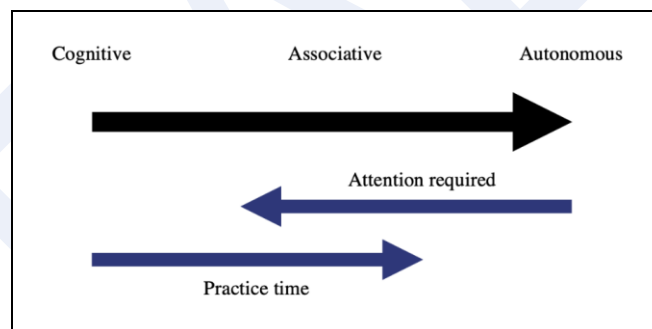 Cognitive Associative Autonomous
Attention required
Practice time